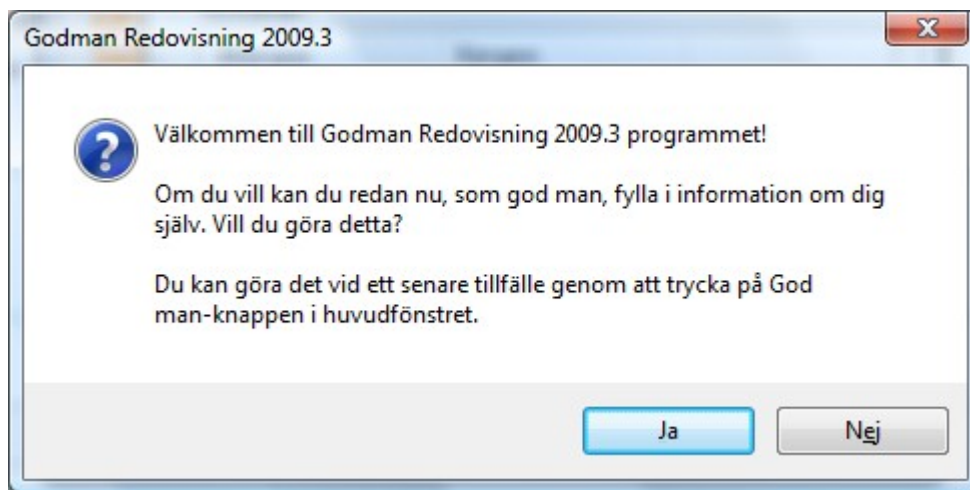 Godman Redovisning 2009.3
Välkommen till Godman Redovisning 2009.3 programmet!
Om du vill kan du redan nu, som god man, fylla i information om dig
själv. Vill du göra detta?
Du kan göra det vid ett senare tillfälle genom att trycka på God
man-knappen i huvudfönstret.
Ja
Nej